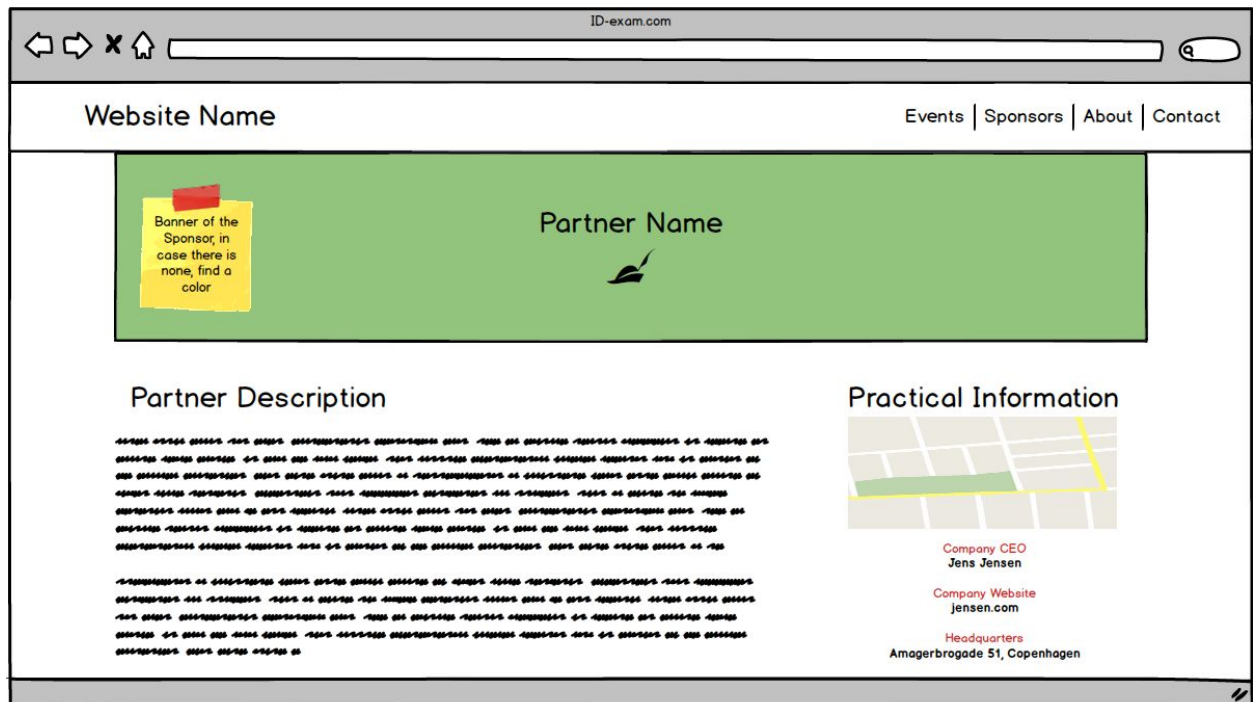 ID-exam.com
Website Name
Events | Sponsors | About | Contact
Banner of the
Sponsor, in
case there is
none, find a
color
Partner Name
Partner Description
Practical Information
Company CEO
Jens Jensen
Company Website
jensen.com
Headquarters
Amagerbrogade 51, Copenhagen